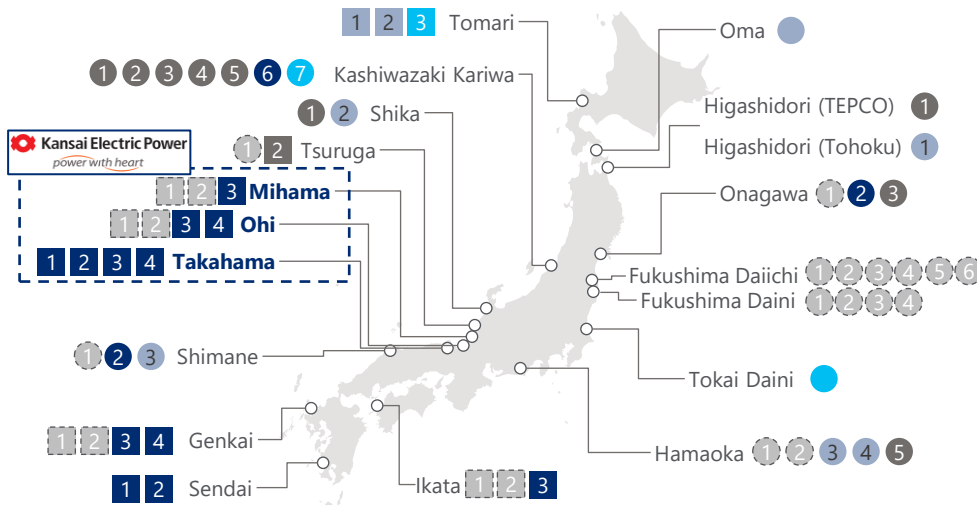 1 2 3 Tomari
Oma
1 2 3 4 5 6 7 Kashiwazaki Kariwa
1 2 Shika
Higashidori (TEPCO) 1
Kansai Electric Power
power with heart
1 2 Tsuruga
Higashidori (Tohoku) 1
1 2 3 Mihama
Onagawa 1 2 3
1 2 3 4 Ohi
1 2 3 4 Takahama
Fukushima Daiichi 1 2 3 4 5 6
Fukushima Daini 1 2 3 4
1 2 3 Shimane
Tokai Daini
1 2 3 4 Genkai
Hamaoka 1 2 3 4 5
1 2 Sendai
Ikata 1 2 3